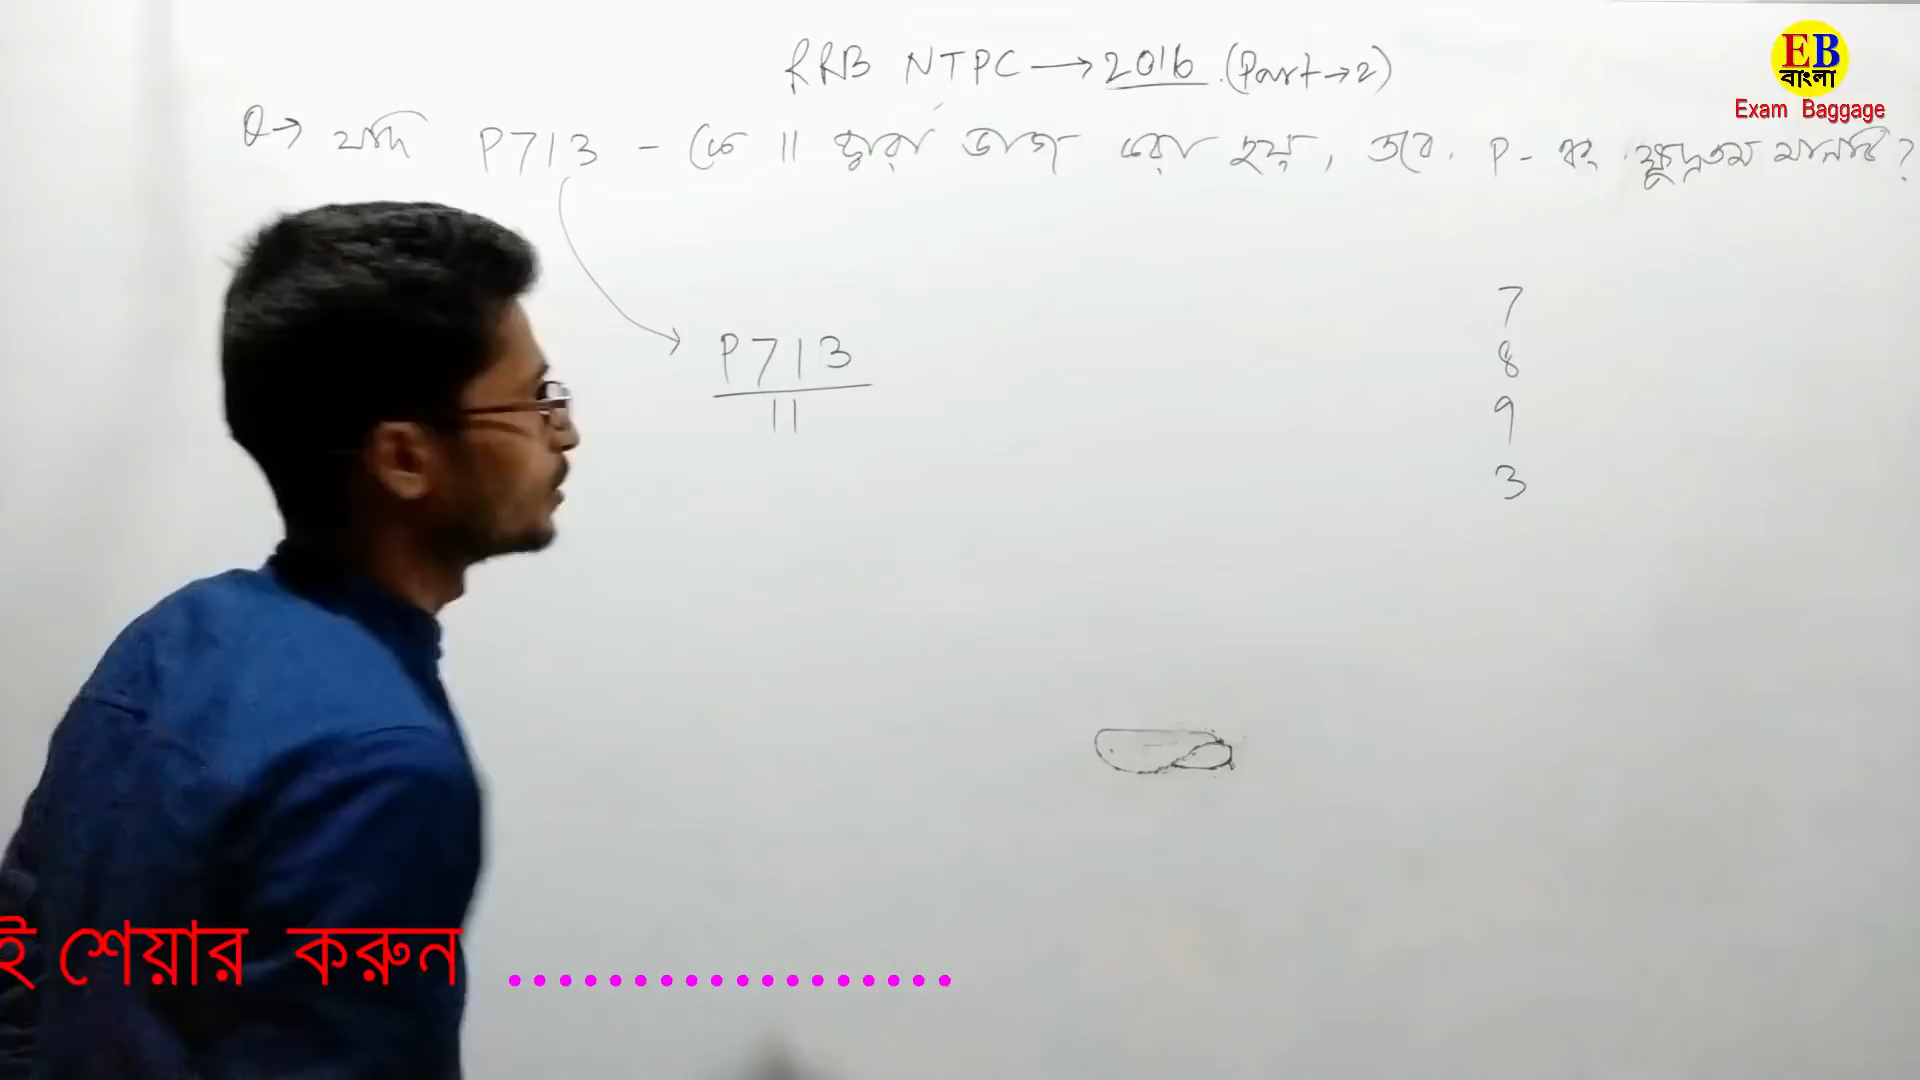 RRB NTPC → 2016 (Part → 2)
Q → যদি P713 - কে 11 দ্বারা ভাগ করা হয়, তবে P - এর ক্ষুদ্রতম মানটি?
P713
11
7
8
9
3
EB
বাংলা
Exam Baggage
ই শেয়ার করুন ..................